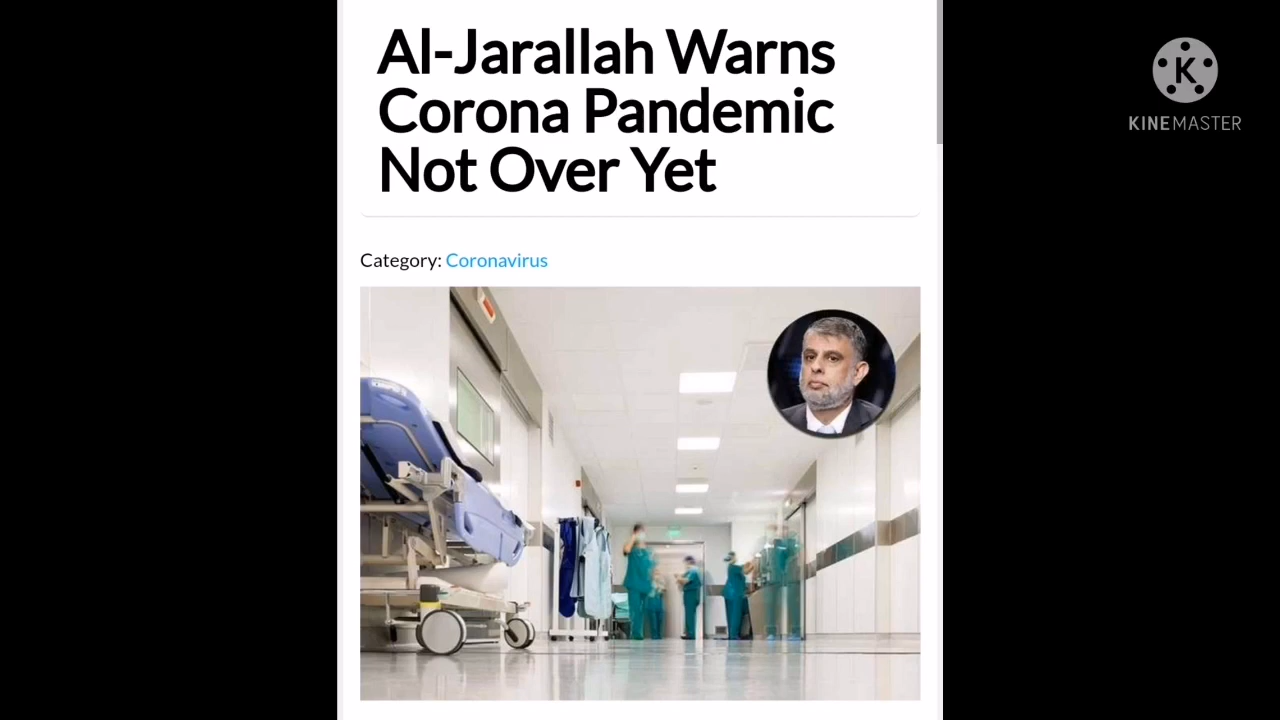 Al-Jarallah Warns
Corona Pandemic
Not Over Yet
K
KINEMASTER
Category: Coronavirus